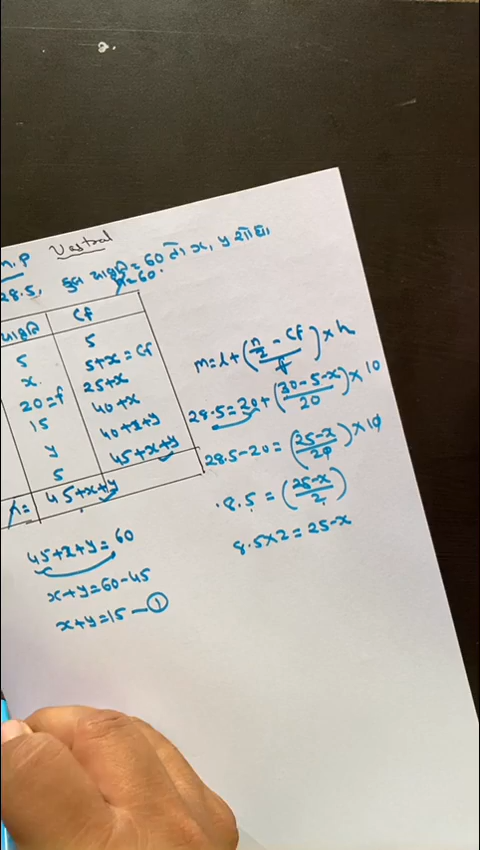 m.p Vastral
28.5, કુલ આવૃત્તિ = 60 તો x, y શોધો.
n=60.
આવૃત્તિ cf
5 5
x. 5+x = cf
20=f 25+x
15 40+x
y 40+x+y
5 45+x+y
n= 45+x+y
45+x+y=60
x+y=60-45
x+y=15 —①
m=l+(n/2 - cf / f)×h
28.5=20+(30-5-x / 20)×10
28.5-20=(25-x / 20)×10
8.5=(25-x / 2)
8.5×2=25-x